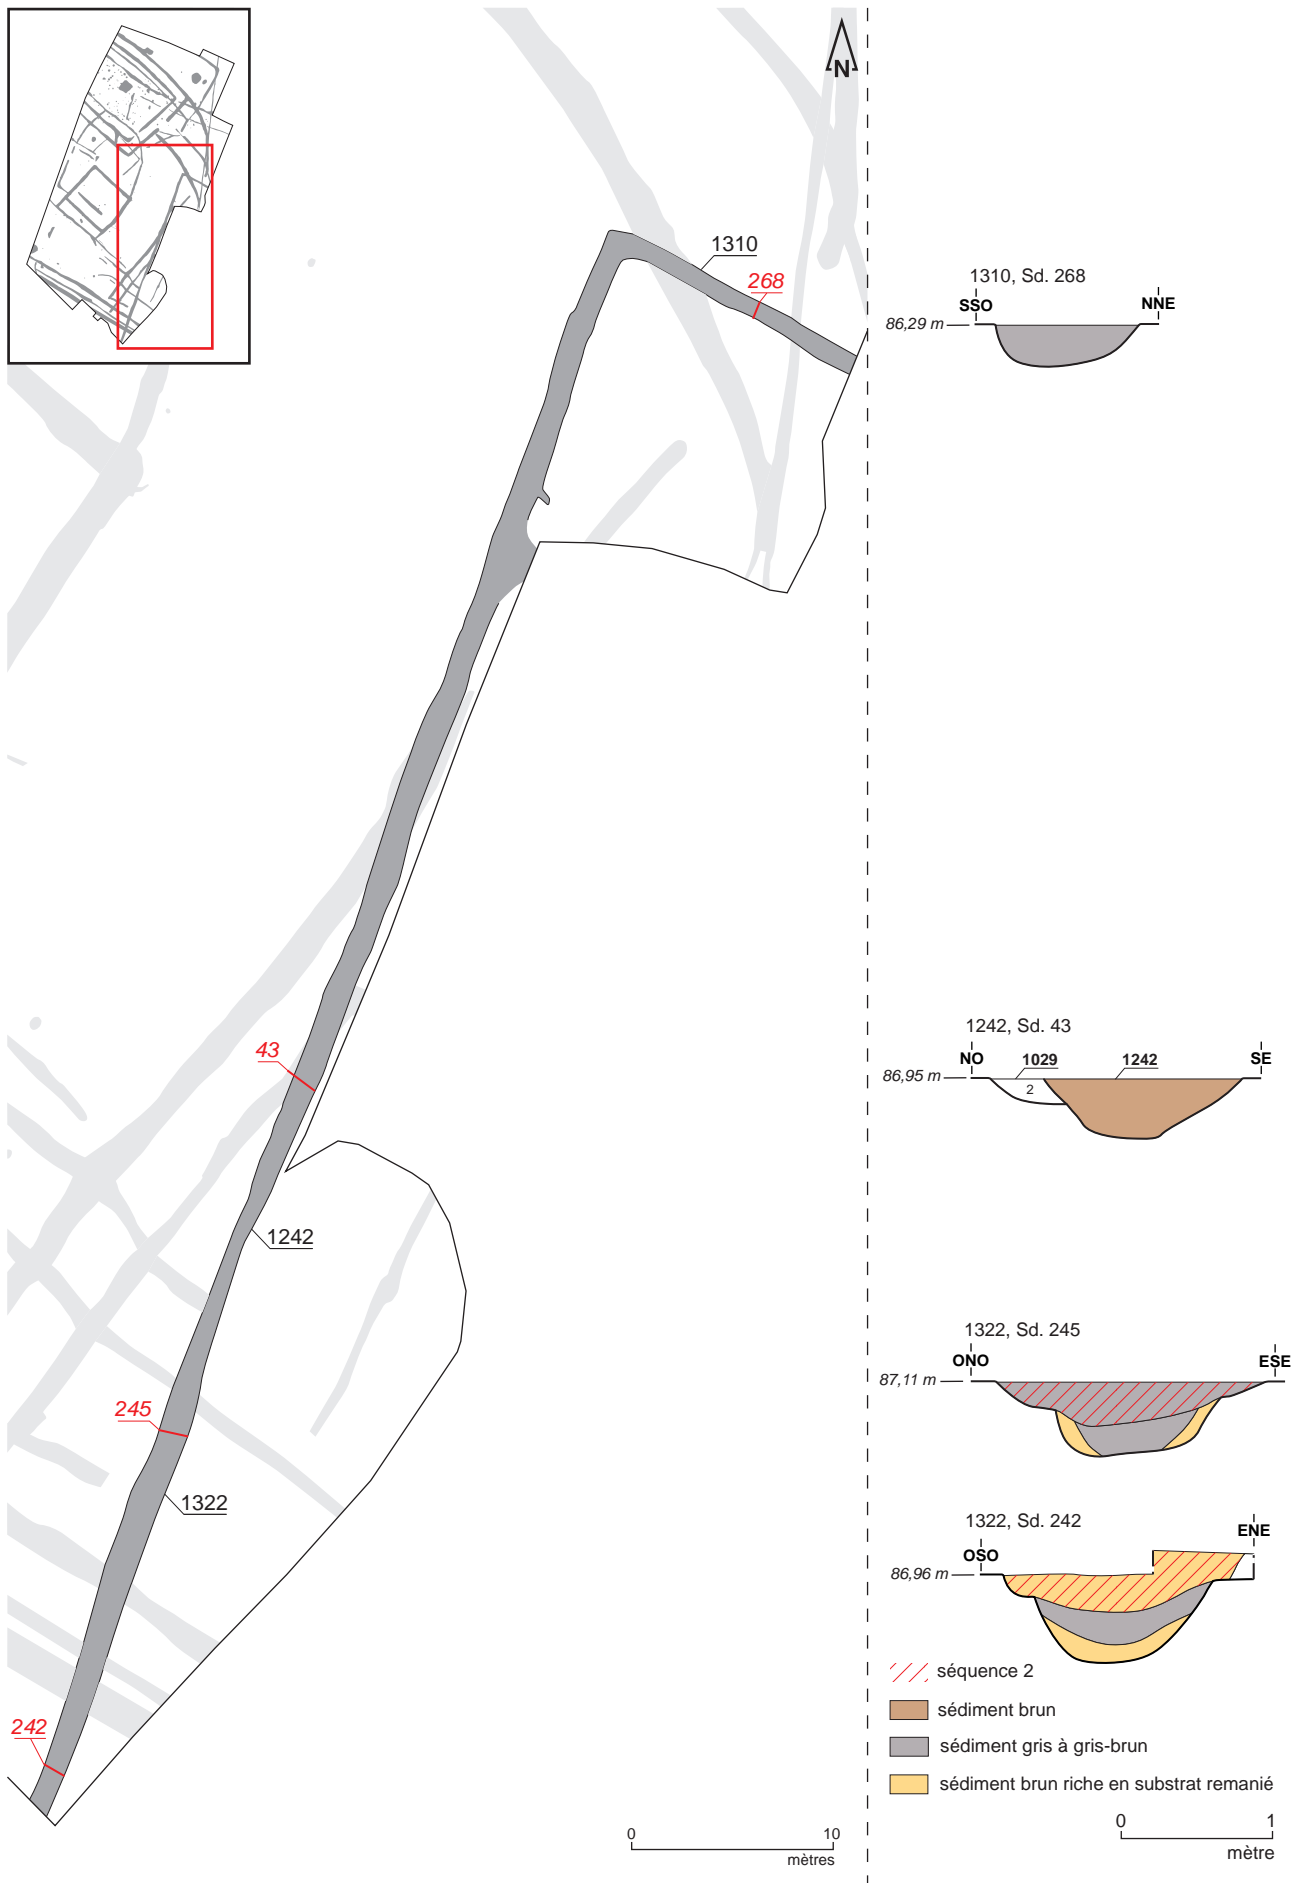 N
1310
268
43
1242
245
1322
242
0 10
mètres
1310, Sd. 268
SSO NNE
86,29 m
1242, Sd. 43
NO 1029 1242 SE
86,95 m
2
1322, Sd. 245
ONO ESE
87,11 m
1322, Sd. 242
OSO ENE
86,96 m
séquence 2
sédiment brun
sédiment gris à gris-brun
sédiment brun riche en substrat remanié
0 1
mètre